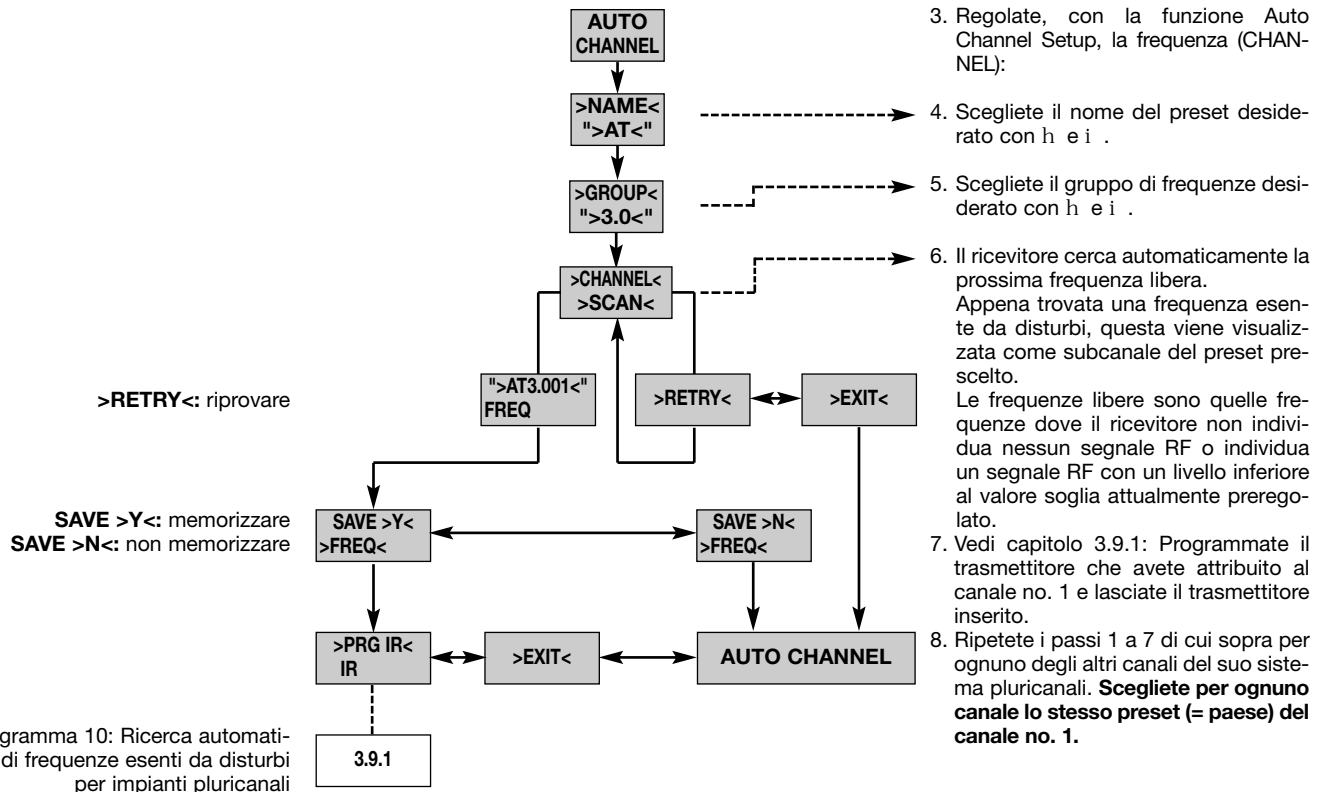 AUTO
CHANNEL
>NAME<
">AT<"
>GROUP<
">3.0<"
>CHANNEL<
>SCAN<
">AT3.001<"
FREQ
>RETRY<
>EXIT<
>RETRY<: riprovare
SAVE >Y<: memorizzare
SAVE >N<: non memorizzare
SAVE >Y<
>FREQ<
SAVE >N<
>FREQ<
>PRG IR<
IR
>EXIT<
AUTO CHANNEL
3.9.1
gramma 10: Ricerca automati-
di frequenze esenti da disturbi
per impianti pluricanali
3. Regolate, con la funzione Auto
Channel Setup, la frequenza (CHAN-
NEL):
4. Scegliete il nome del preset deside-
rato con h e i .
5. Scegliete il gruppo di frequenze desi-
derato con h e i .
6. Il ricevitore cerca automaticamente la
prossima frequenza libera.
Appena trovata una frequenza esen-
te da disturbi, questa viene visualiz-
zata come subcanale del preset pre-
scelto.
Le frequenze libere sono quelle fre-
quenze dove il ricevitore non indivi-
dua nessun segnale RF o individua
un segnale RF con un livello inferiore
al valore soglia attualmente prerego-
lato.
7. Vedi capitolo 3.9.1: Programmate il
trasmettitore che avete attribuito al
canale no. 1 e lasciate il trasmettitore
inserito.
8. Ripetete i passi 1 a 7 di cui sopra per
ognuno degli altri canali del suo siste-
ma pluricanali. Scegliete per ognuno
canale lo stesso preset (= paese) del
canale no. 1.